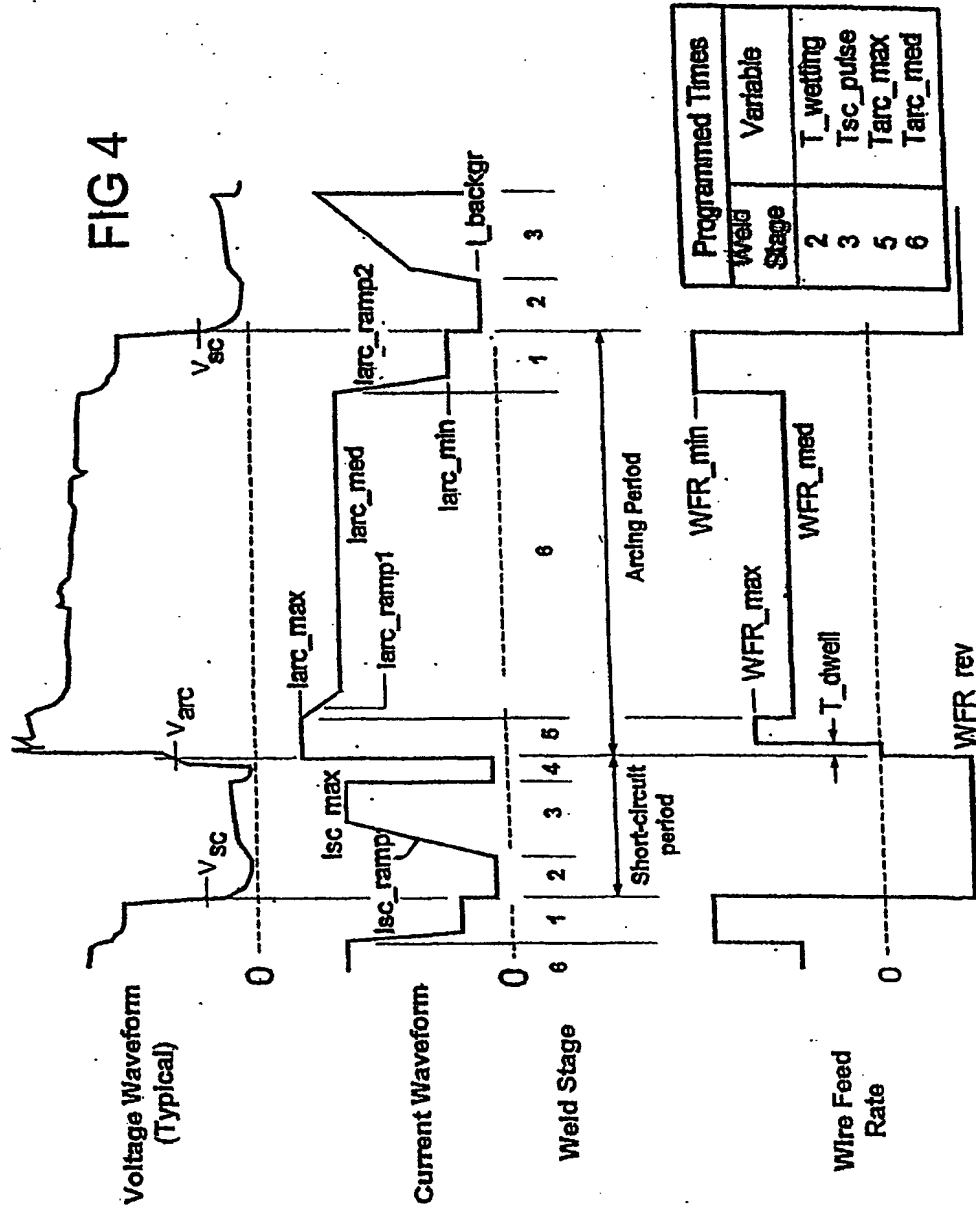 FIG 4
Voltage Waveform
(Typical)
0
V_sc
V_arc
V_sc
Current Waveform
0
Isc_ramp
Isc_max
Iarc_max
Iarc_ramp1
Iarc_med
Iarc_ramp2
Iarc_min
I_backgr
Weld Stage
6
1
2
3
4
5
6
1
2
3
Short-circuit
period
Arcing Period
Wire Feed
Rate
0
WFR_rev
T_dwell
WFR_max
WFR_med
WFR_min
Programmed Times
Weld
Stage
Variable
2 T_wetting
3 Tsc_pulse
5 Tarc_max
6 Tarc_med